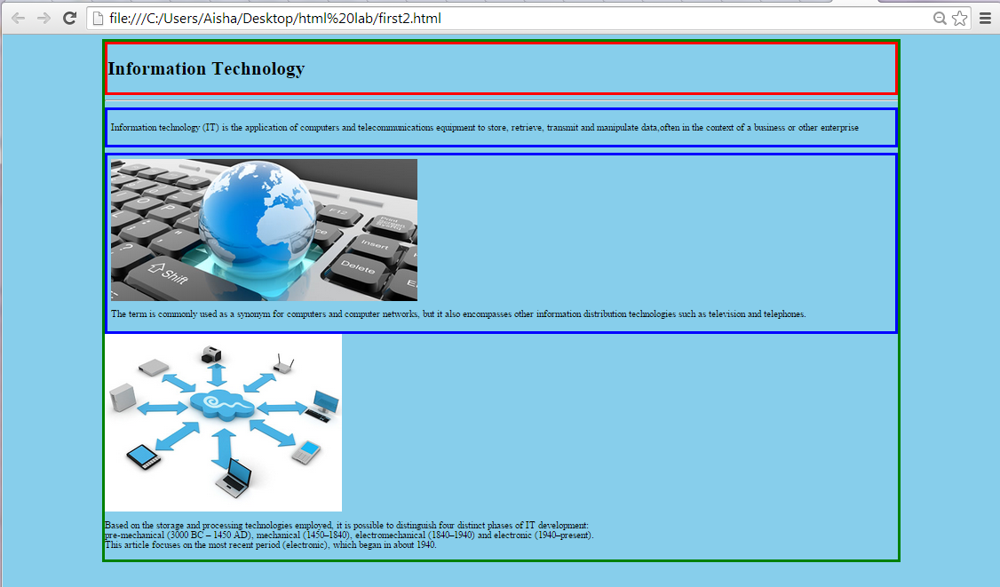 file:///C:/Users/Aisha/Desktop/html%20lab/first2.html
Information Technology
Information technology (IT) is the application of computers and telecommunications equipment to store, retrieve, transmit and manipulate data,often in the context of a business or other enterprise
F12
Print
Screen
SysRq
Insert
Delete
Shift
The term is commonly used as a synonym for computers and computer networks, but it also encompasses other information distribution technologies such as television and telephones.
Based on the storage and processing technologies employed, it is possible to distinguish four distinct phases of IT development:
pre-mechanical (3000 BC – 1450 AD), mechanical (1450–1840), electromechanical (1840–1940) and electronic (1940–present).
This article focuses on the most recent period (electronic), which began in about 1940.